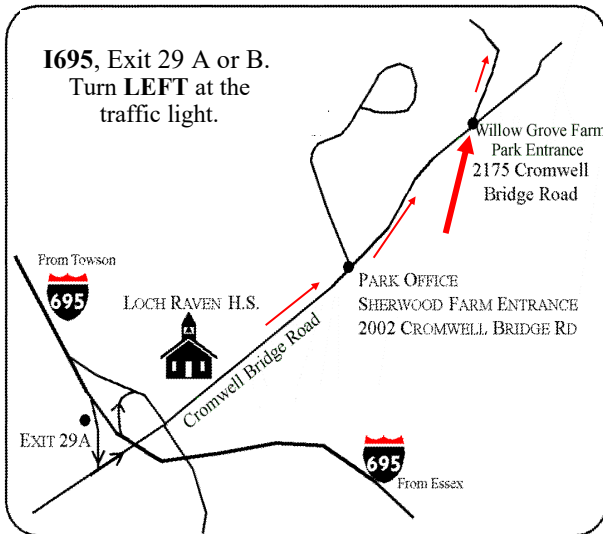 I695, Exit 29 A or B.
Turn LEFT at the
traffic light.
Willow Grove Farm
Park Entrance
2175 Cromwell
Bridge Road
From Towson
695
LOCH RAVEN H.S.
PARK OFFICE
SHERWOOD FARM ENTRANCE
2002 CROMWELL BRIDGE RD
Cromwell Bridge Road
EXIT 29A
695
From Essex